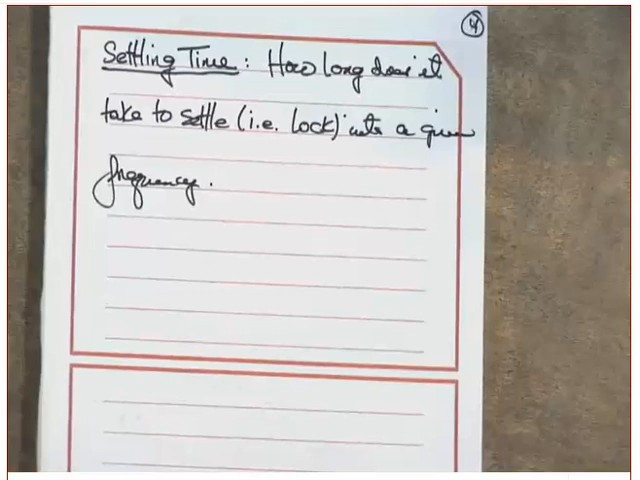 4
Settling Time: How long does it
take to settle (i.e. lock) into a given
frequency.